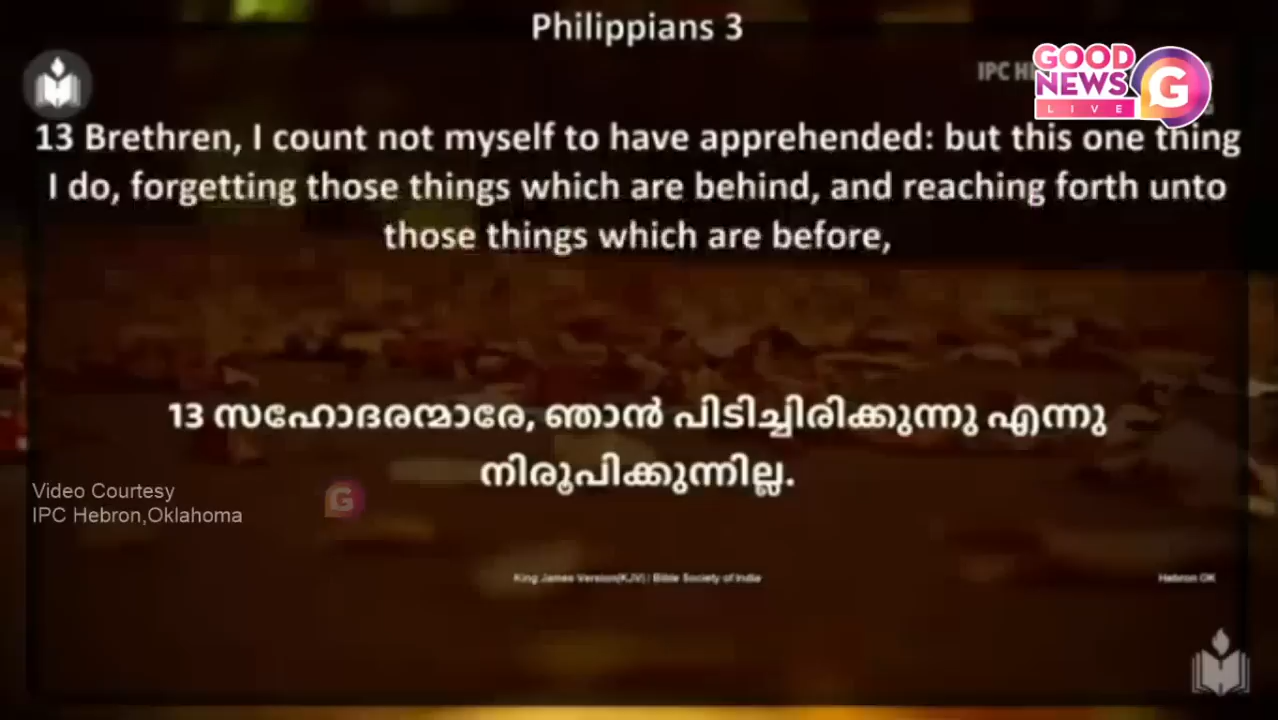 Philippians 3
IPC
GOOD
NEWS
LIVE
G
13 Brethren, I count not myself to have apprehended: but this one thing
I do, forgetting those things which are behind, and reaching forth unto
those things which are before,
13 സഹോദരന്മാരേ, ഞാൻ പിടിച്ചിരിക്കുന്നു എന്നു
നിരൂപിക്കുന്നില്ല.
Video Courtesy
IPC Hebron,Oklahoma
G
King James Version(KJV) | Bible Society of India
Hebron OK